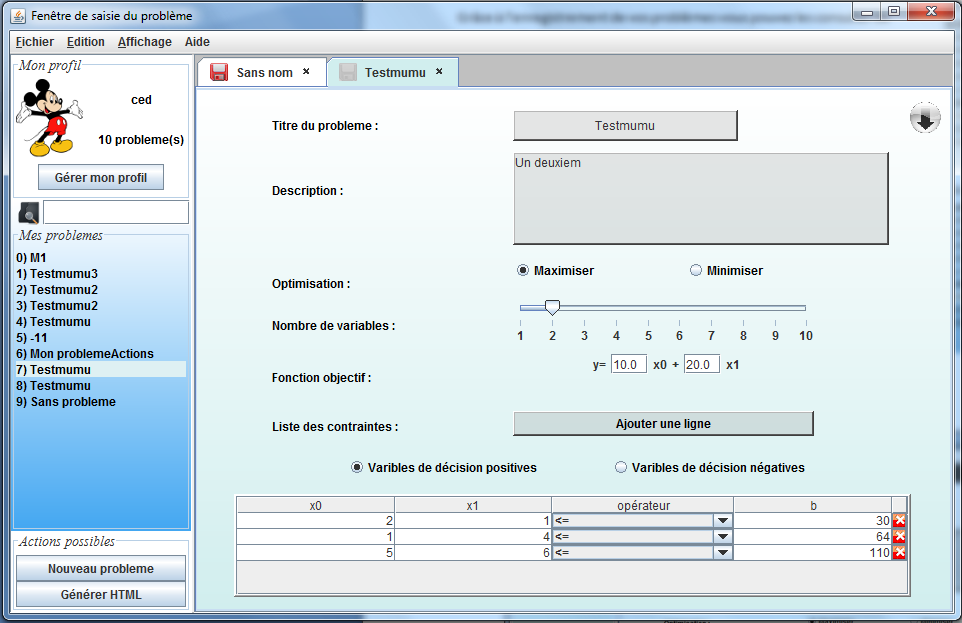 Fenêtre de saisie du problème
Fichier Edition Affichage Aide
Mon profil
ced
10 probleme(s)
Gérer mon profil
Mes problemes
0) M1
1) Testmumu3
2) Testmumu2
3) Testmumu2
4) Testmumu
5) -11
6) Mon problemeActions
7) Testmumu
8) Testmumu
9) Sans probleme
Actions possibles
Nouveau probleme
Générer HTML
Sans nom × Testmumu ×
Titre du probleme : Testmumu
Description : Un deuxiem
Optimisation : Maximiser Minimiser
Nombre de variables : 1 2 3 4 5 6 7 8 9 10
Fonction objectif : y= 10.0 x0 + 20.0 x1
Liste des contraintes : Ajouter une ligne
Varibles de décision positives Varibles de décision négatives
x0 x1 opérateur b
2 1 <= 30
1 4 <= 64
5 6 <= 110